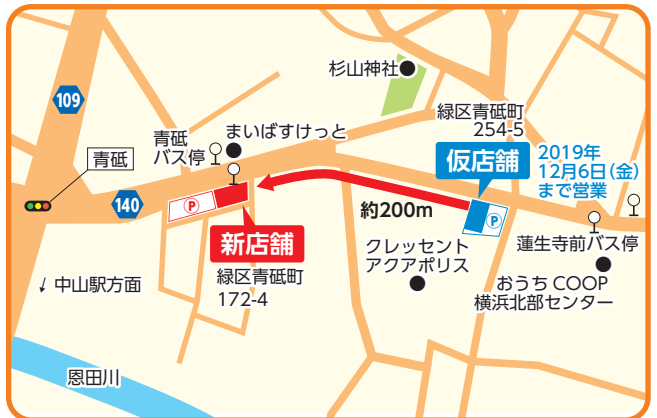 杉山神社
109
緑区青砥町
254-5
青砥
バス停
まいばすけっと
青砥
仮店舗
2019年
12月6日(金)
まで営業
140
P
約200m
P
新店舗
蓮生寺前バス停
クレッセント
アクアポリス
緑区青砥町
172-4
↓中山駅方面
おうちCOOP
横浜北部センター
恩田川